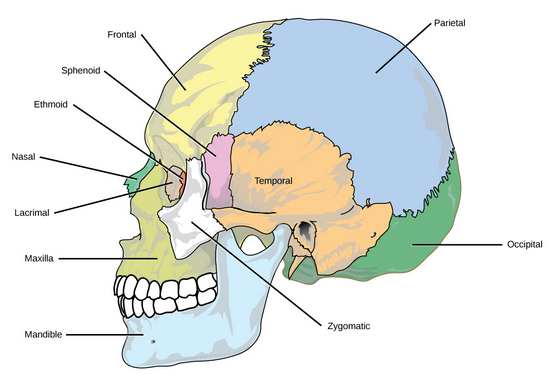 Parietal
Frontal
Sphenoid
Ethmoid
Nasal
Temporal
Lacrimal
Occipital
Maxilla
Zygomatic
Mandible